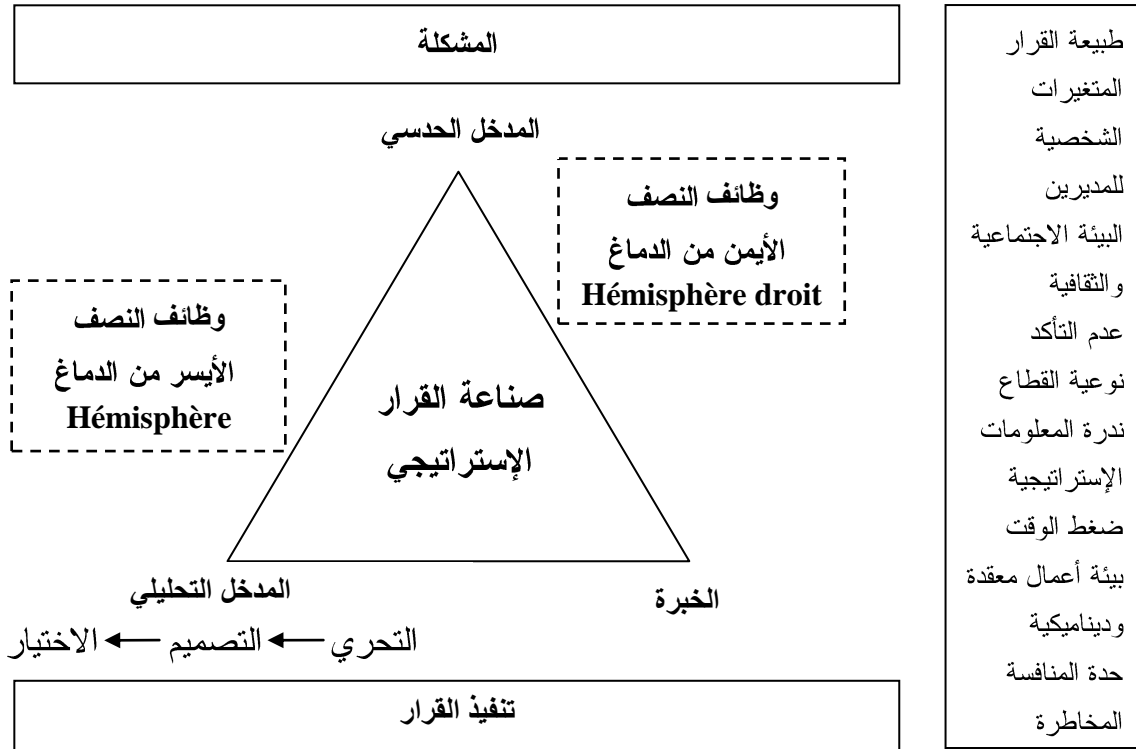 المشكلة
المدخل الحدسي
وظائف النصف
الأيمن من الدماغ
Hémisphère droit
وظائف النصف
الأيسر من الدماغ
Hémisphère
صناعة القرار
الإستراتيجي
المدخل التحليلي
الخبرة
التحري ← التصميم ← الاختيار
تنفيذ القرار
طبيعة القرار
المتغيرات
الشخصية
للمديرين
البيئة الاجتماعية
والثقافية
عدم التأكد
نوعية القطاع
ندرة المعلومات
الإستراتيجية
ضغط الوقت
بيئة أعمال معقدة
وديناميكية
حدة المنافسة
المخاطرة